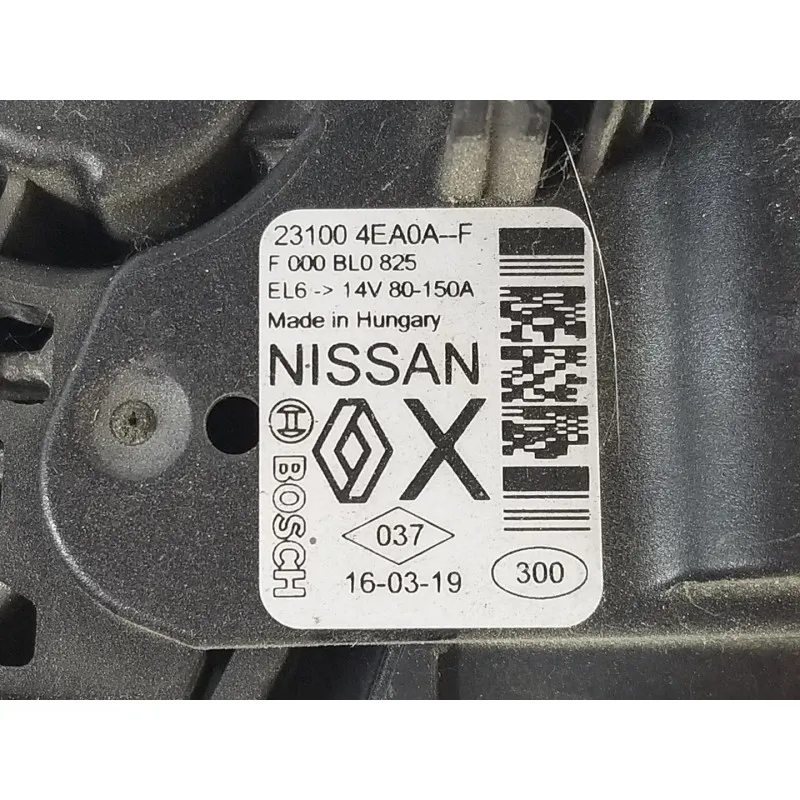 23100 4EA0A--F
F 000 BL0 825
EL6 -> 14V 80-150A
Made in Hungary
NISSAN
BOSCH
X
037
16-03-19
300